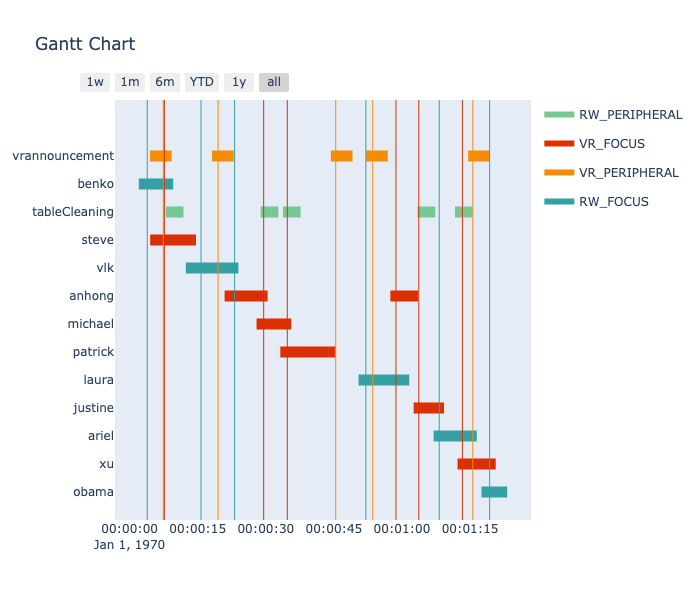 Gantt Chart
1w 1m 6m YTD 1y all
RW_PERIPHERAL
VR_FOCUS
VR_PERIPHERAL
RW_FOCUS
vrannouncement
benko
tableCleaning
steve
vlk
anhong
michael
patrick
laura
justine
ariel
xu
obama
00:00:00 00:00:15 00:00:30 00:00:45 00:01:00 00:01:15
Jan 1, 1970